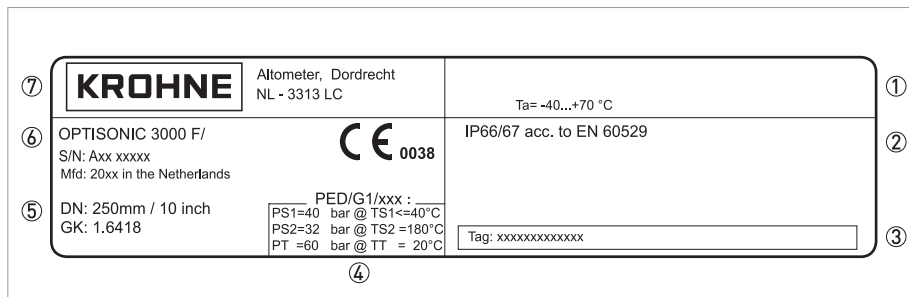 ⑦
KROHNE
Altometer, Dordrecht
NL - 3313 LC
Ta= -40...+70 °C
①
⑥
OPTISONIC 3000 F/
S/N: Axx xxxxx
Mfd: 20xx in the Netherlands
CE 0038
IP66/67 acc. to EN 60529
②
⑤
DN: 250mm / 10 inch
GK: 1.6418
PED/G1/xxx :
PS1=40 bar @ TS1<=40°C
PS2=32 bar @ TS2 =180°C
PT =60 bar @ TT = 20°C
④
Tag: xxxxxxxxxxxxx
③